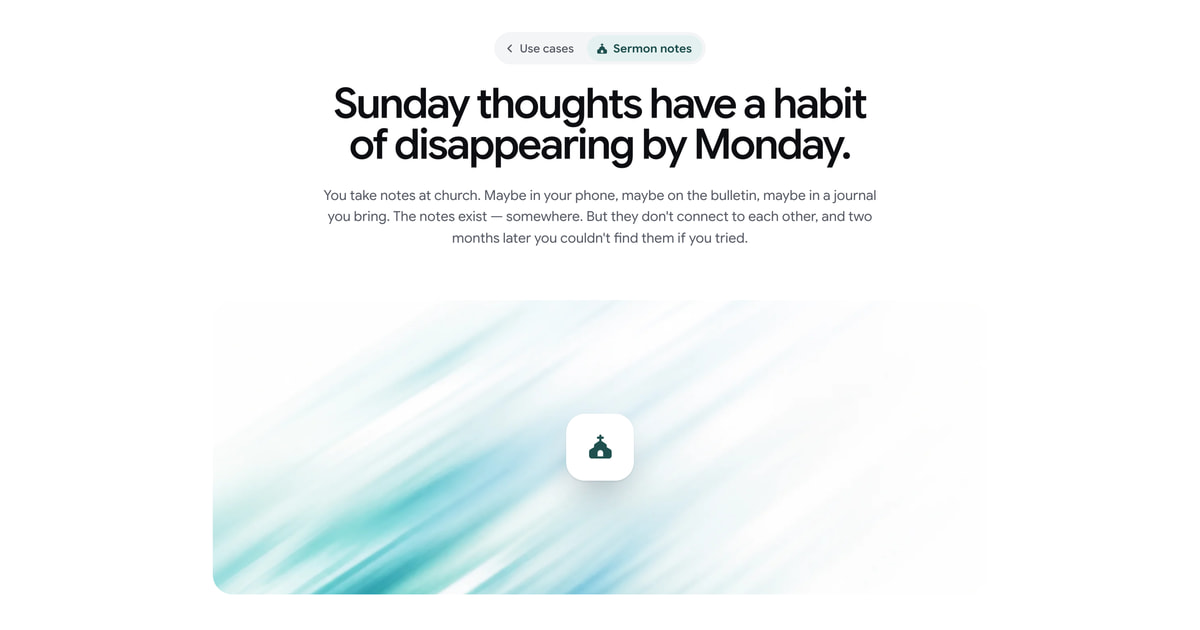 Use cases
Sermon notes
Sunday thoughts have a habit
of disappearing by Monday.
You take notes at church. Maybe in your phone, maybe on the bulletin, maybe in a journal
you bring. The notes exist — somewhere. But they don't connect to each other, and two
months later you couldn't find them if you tried.